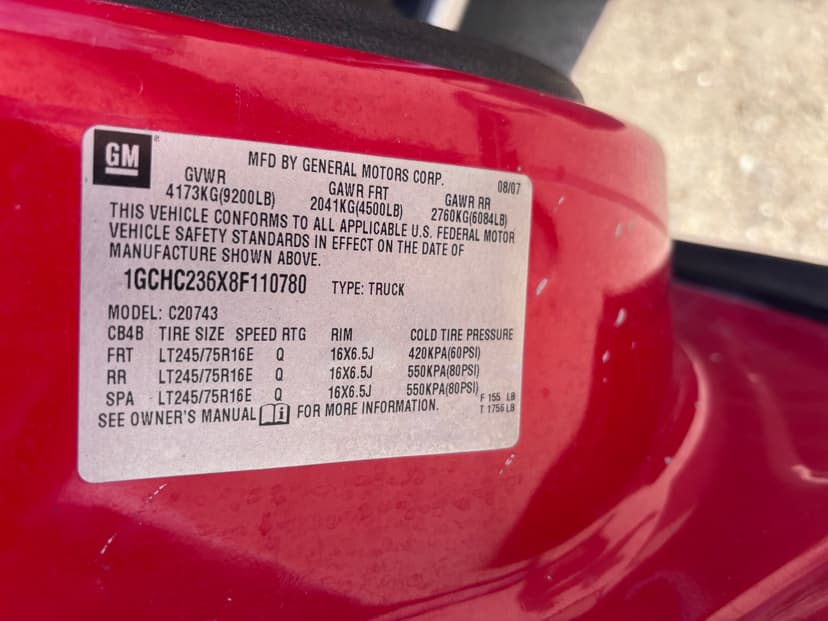 GM ®
MFD BY GENERAL MOTORS CORP. 08/07
GVWR GAWR FRT GAWR RR
4173KG(9200LB) 2041KG(4500LB) 2760KG(6084LB)
THIS VEHICLE CONFORMS TO ALL APPLICABLE U.S. FEDERAL MOTOR
VEHICLE SAFETY STANDARDS IN EFFECT ON THE DATE OF
MANUFACTURE SHOWN ABOVE.
1GCHC236X8F110780 TYPE: TRUCK
MODEL: C20743
CB4B TIRE SIZE SPEED RTG RIM COLD TIRE PRESSURE
FRT LT245/75R16E Q 16X6.5J 420KPA(60PSI)
RR LT245/75R16E Q 16X6.5J 550KPA(80PSI)
SPA LT245/75R16E Q 16X6.5J 550KPA(80PSI) F 155 LB
SEE OWNER'S MANUAL i FOR MORE INFORMATION. T 1756 LB